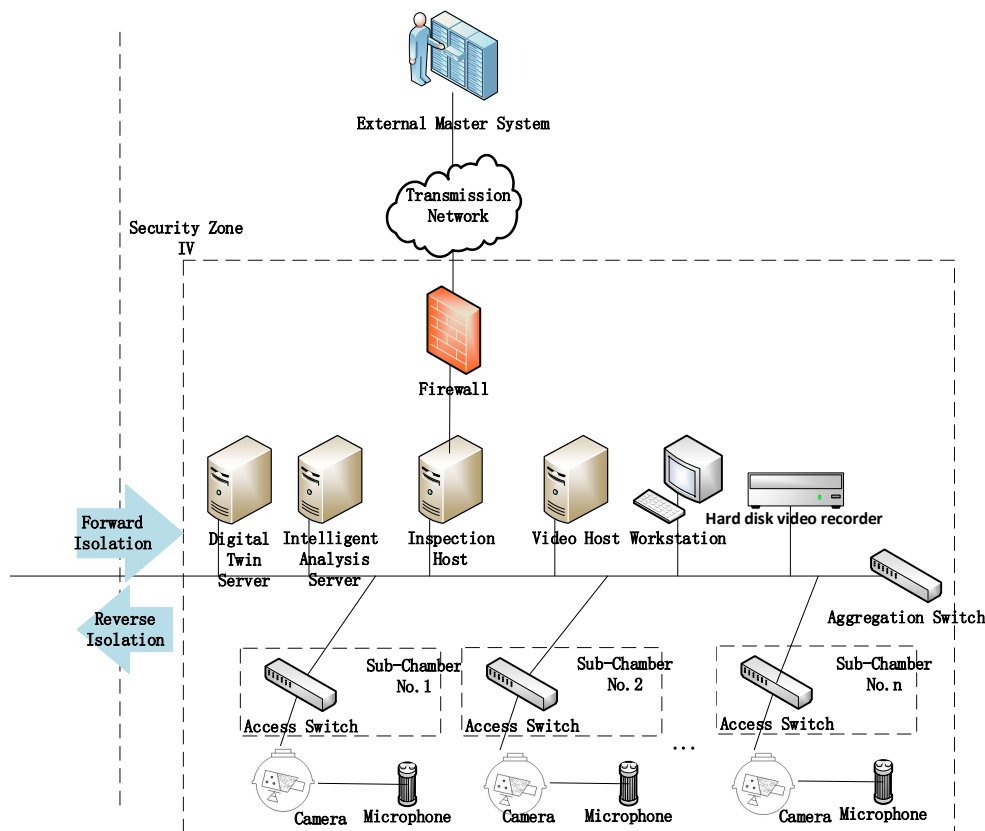 External Master System
Transmission
Network
Security Zone
IV
Firewall
Forward
Isolation
Digital
Twin
Server
Intelligent
Analysis
Server
Inspection
Host
Video Host
Workstation
Hard disk video recorder
Reverse
Isolation
Aggregation Switch
Sub-Chamber
No.1
Access Switch
Sub-Chamber
No.2
Access Switch
Sub-Chamber
No.n
Access Switch
...
Camera
Microphone
Camera
Microphone
Camera
Microphone